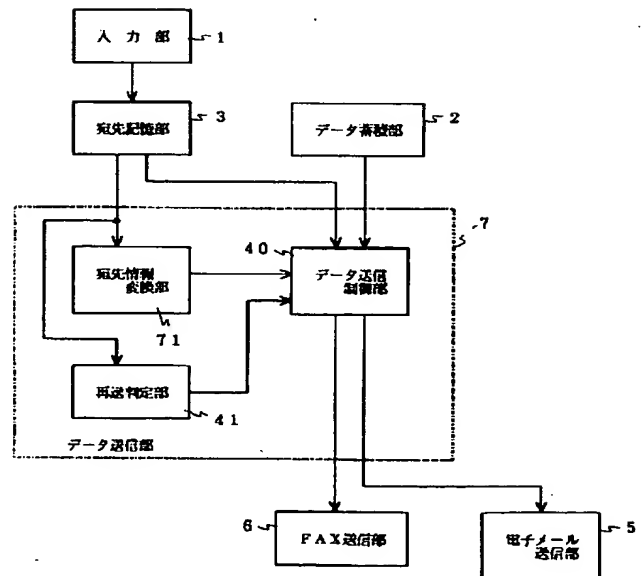 入 力 部
1
宛先記憶部
3
データ蓄積部
2
7
宛先情報
変換部
71
40
データ送信
制御部
再送判定部
41
データ送信部
6
FAX送信部
電子メール
送信部
5